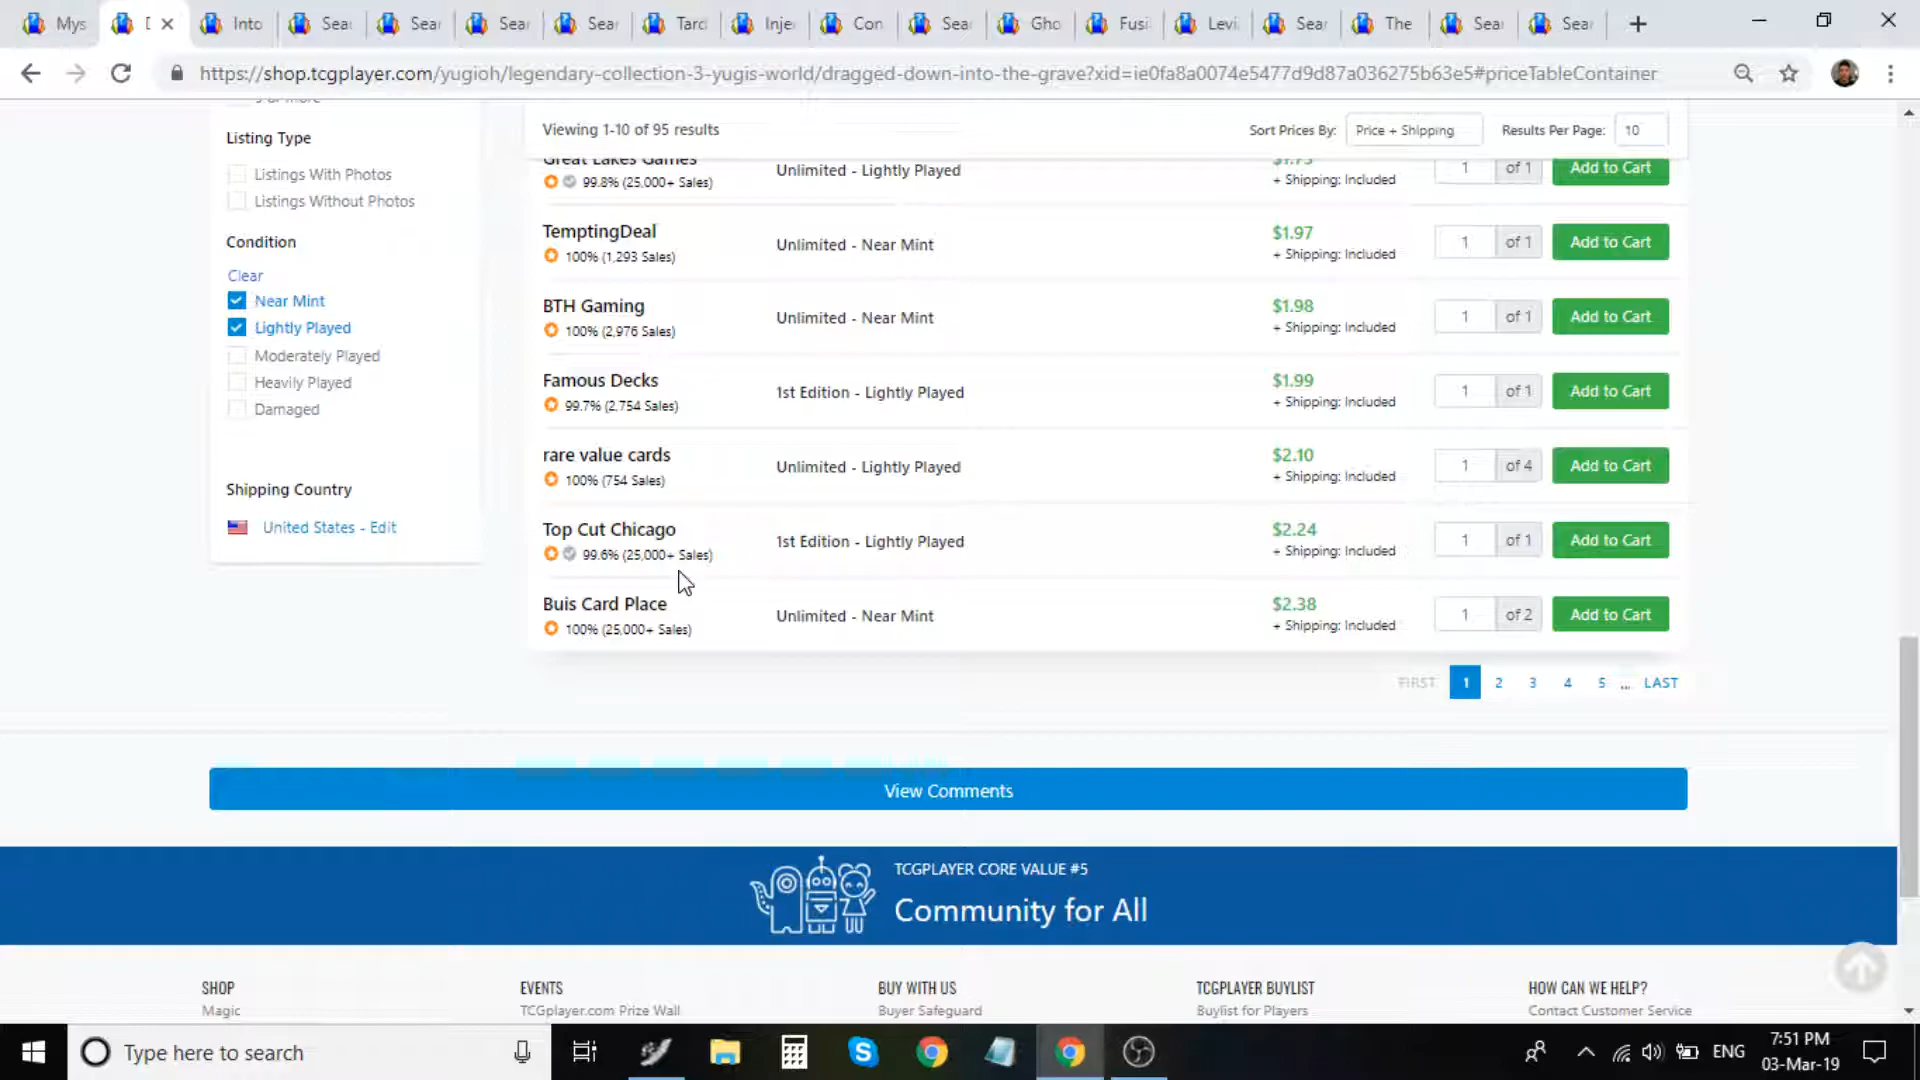 Mys
D
Into
Sear
Sear
Sear
Sear
Tard
Inje
Con
Sea
Gho
Fusi
Levi
Sear
The
Sear
Sear
https://shop.tcgplayer.com/yugioh/legendary-collection-3-yugis-world/dragged-down-into-the-grave?xid=ie0fa8a0074e5477d9d87a036275b63e5#priceTableContainer
Viewing 1-10 of 95 results
Sort Prices By: Price + Shipping Results Per Page: 10
Listing Type
Listings With Photos
Listings Without Photos
Condition
Clear
Near Mint
Lightly Played
Moderately Played
Heavily Played
Damaged
Shipping Country
United States - Edit
Great Lakes Games
99.8% (25,000+ Sales)
Unlimited - Lightly Played
$1.75
+ Shipping: Included
1 of 1 Add to Cart
TemptingDeal
100% (1,293 Sales)
Unlimited - Near Mint
$1.97
+ Shipping: Included
1 of 1 Add to Cart
BTH Gaming
100% (2,976 Sales)
Unlimited - Near Mint
$1.98
+ Shipping: Included
1 of 1 Add to Cart
Famous Decks
99.7% (2,754 Sales)
1st Edition - Lightly Played
$1.99
+ Shipping: Included
1 of 1 Add to Cart
rare value cards
100% (754 Sales)
Unlimited - Lightly Played
$2.10
+ Shipping: Included
1 of 4 Add to Cart
Top Cut Chicago
99.6% (25,000+ Sales)
1st Edition - Lightly Played
$2.24
+ Shipping: Included
1 of 1 Add to Cart
Buis Card Place
100% (25,000+ Sales)
Unlimited - Near Mint
$2.38
+ Shipping: Included
1 of 2 Add to Cart
FIRST 1 2 3 4 5 ... LAST
View Comments
TCGPLAYER CORE VALUE #5
Community for All
SHOP
Magic
EVENTS
TCGplayer.com Prize Wall
BUY WITH US
Buyer Safeguard
TCGPLAYER BUYLIST
Buylist for Players
HOW CAN WE HELP?
Contact Customer Service
Type here to search
ENG
7:51 PM
03-Mar-19